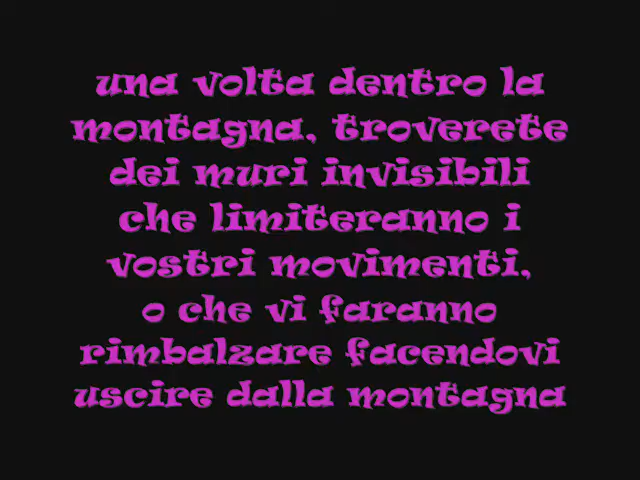 una volta dentro la
montagna, troverete
dei muri invisibili
che limiteranno i
vostri movimenti,
o che vi faranno
rimbalzare facendovi
uscire dalla montagna